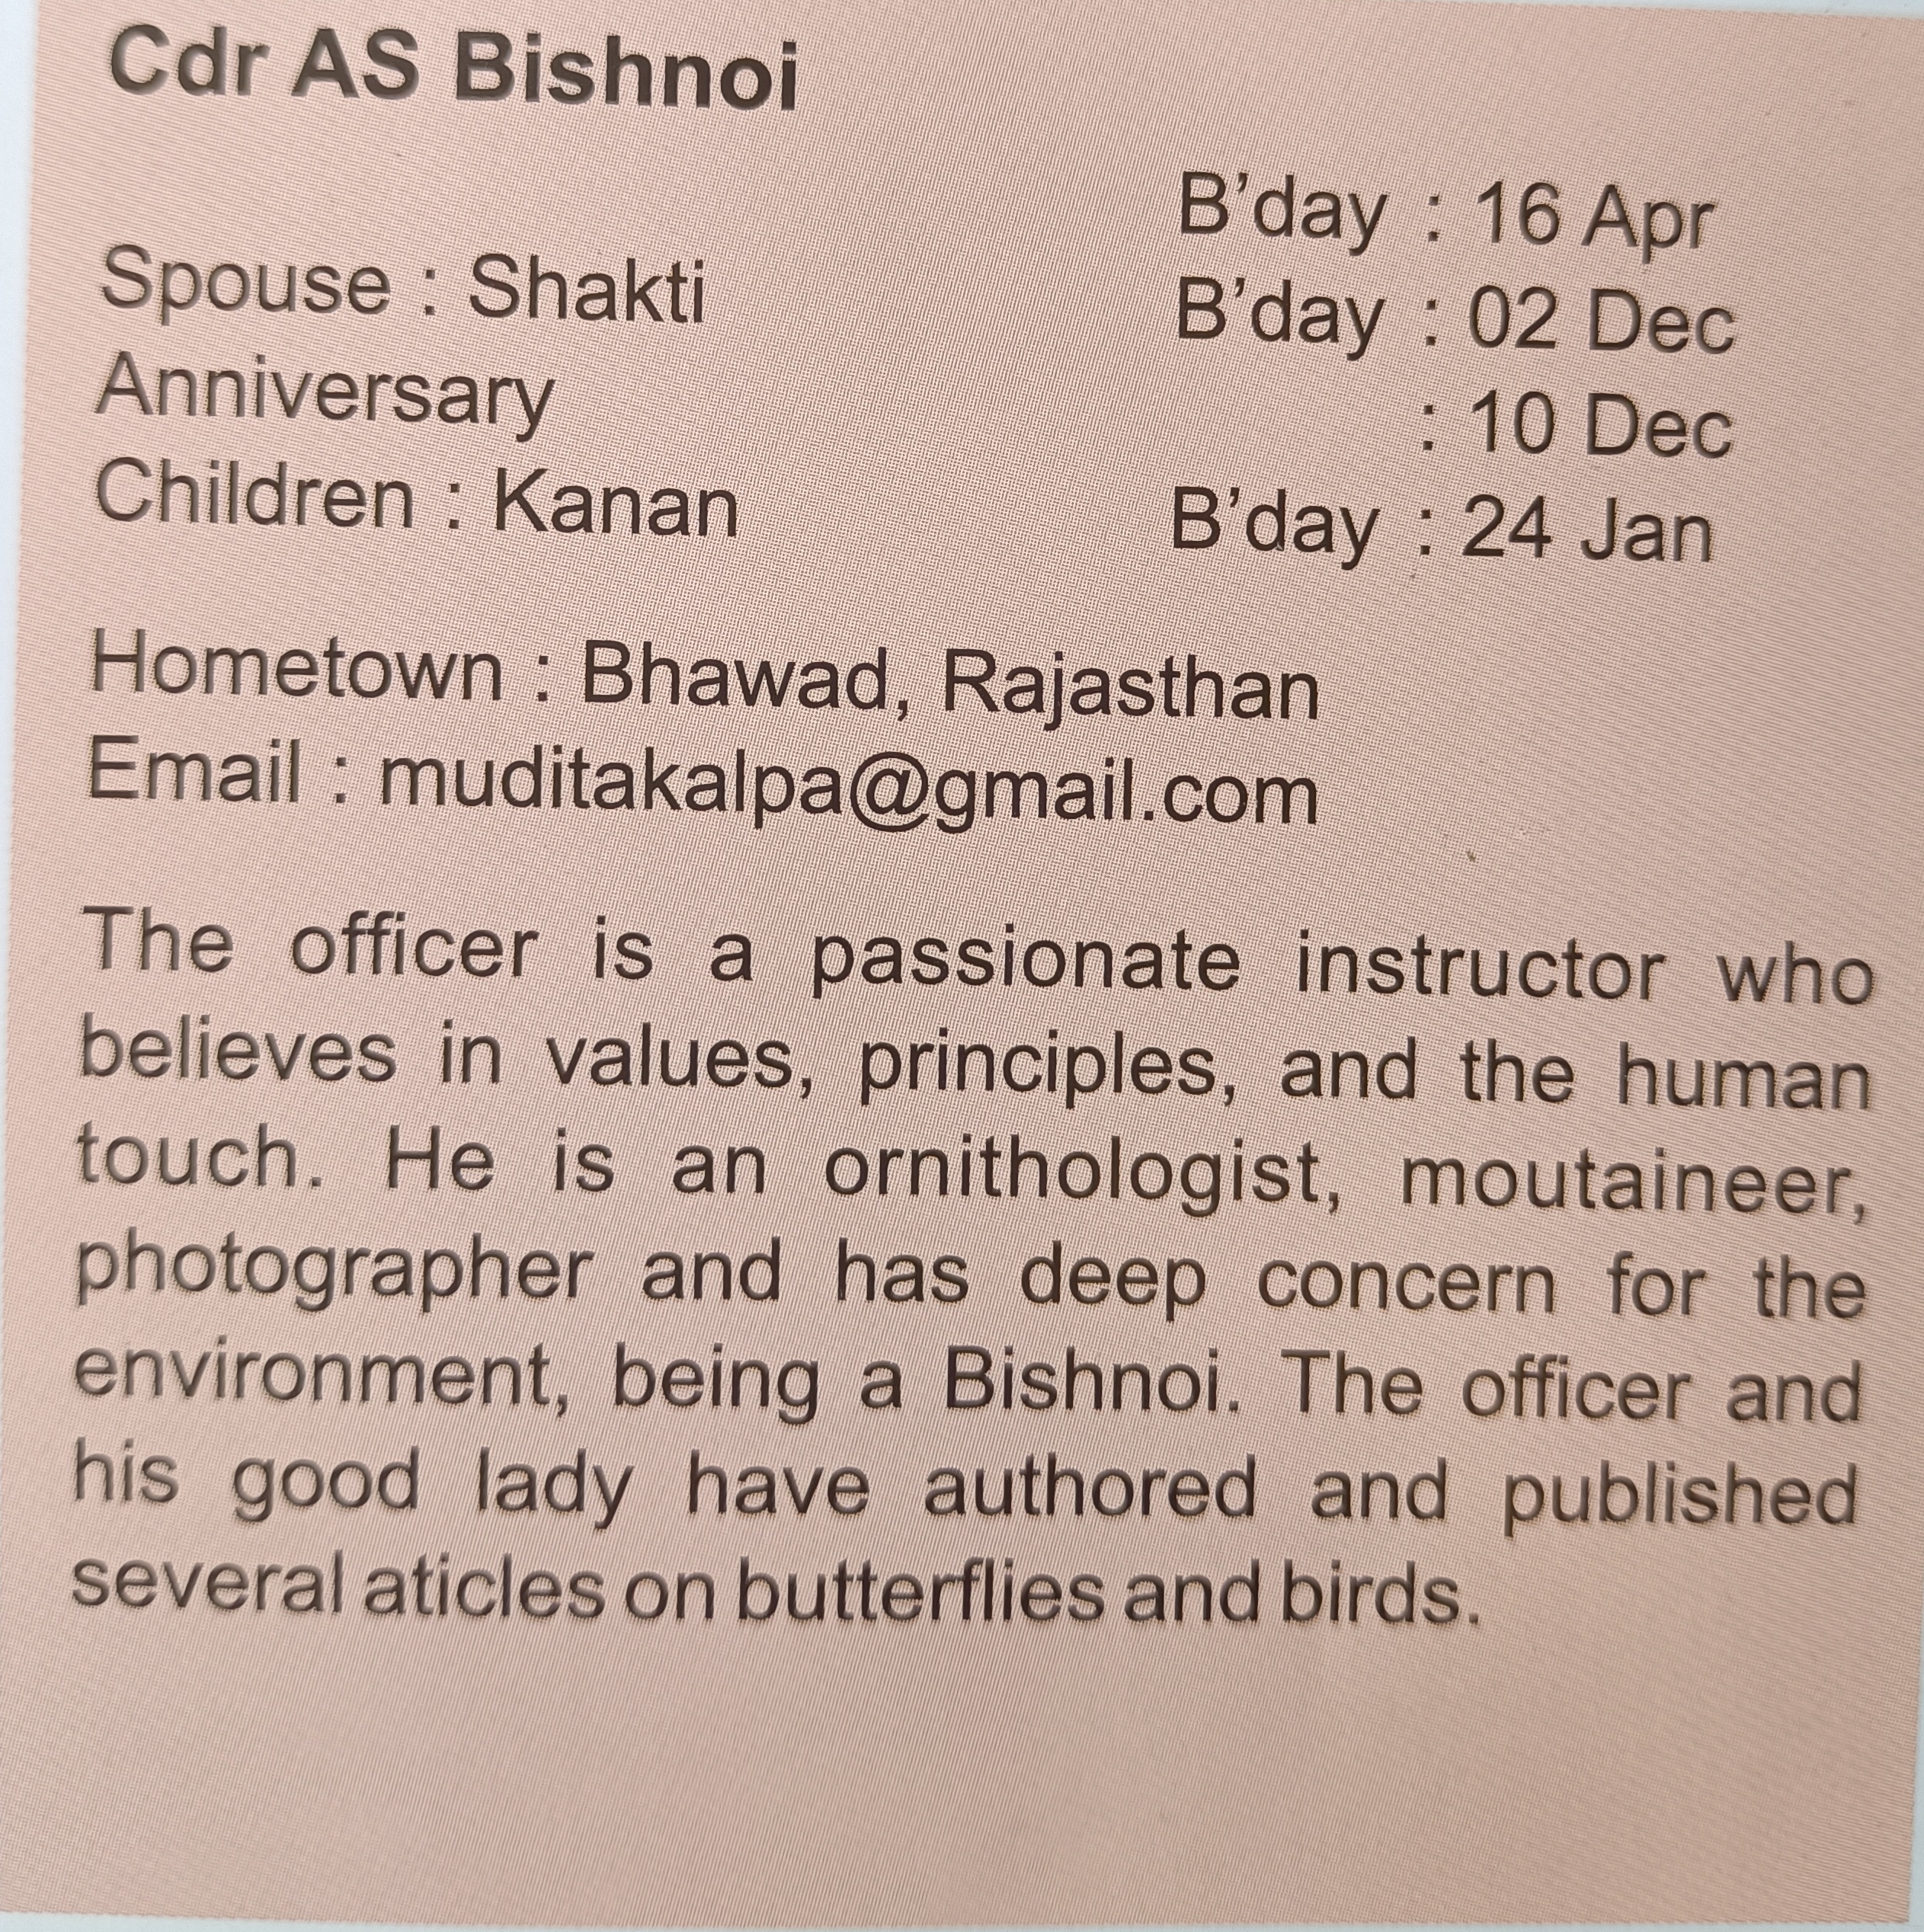 Cdr AS Bishnoi
B'day : 16 Apr
Spouse : Shakti B'day : 02 Dec
Anniversary : 10 Dec
Children : Kanan B'day : 24 Jan
Hometown : Bhawad, Rajasthan
Email : muditakalpa@gmail.com
The officer is a passionate instructor who
believes in values, principles, and the human
touch. He is an ornithologist, moutaineer,
photographer and has deep concern for the
environment, being a Bishnoi. The officer and
his good lady have authored and published
several aticles on butterflies and birds.